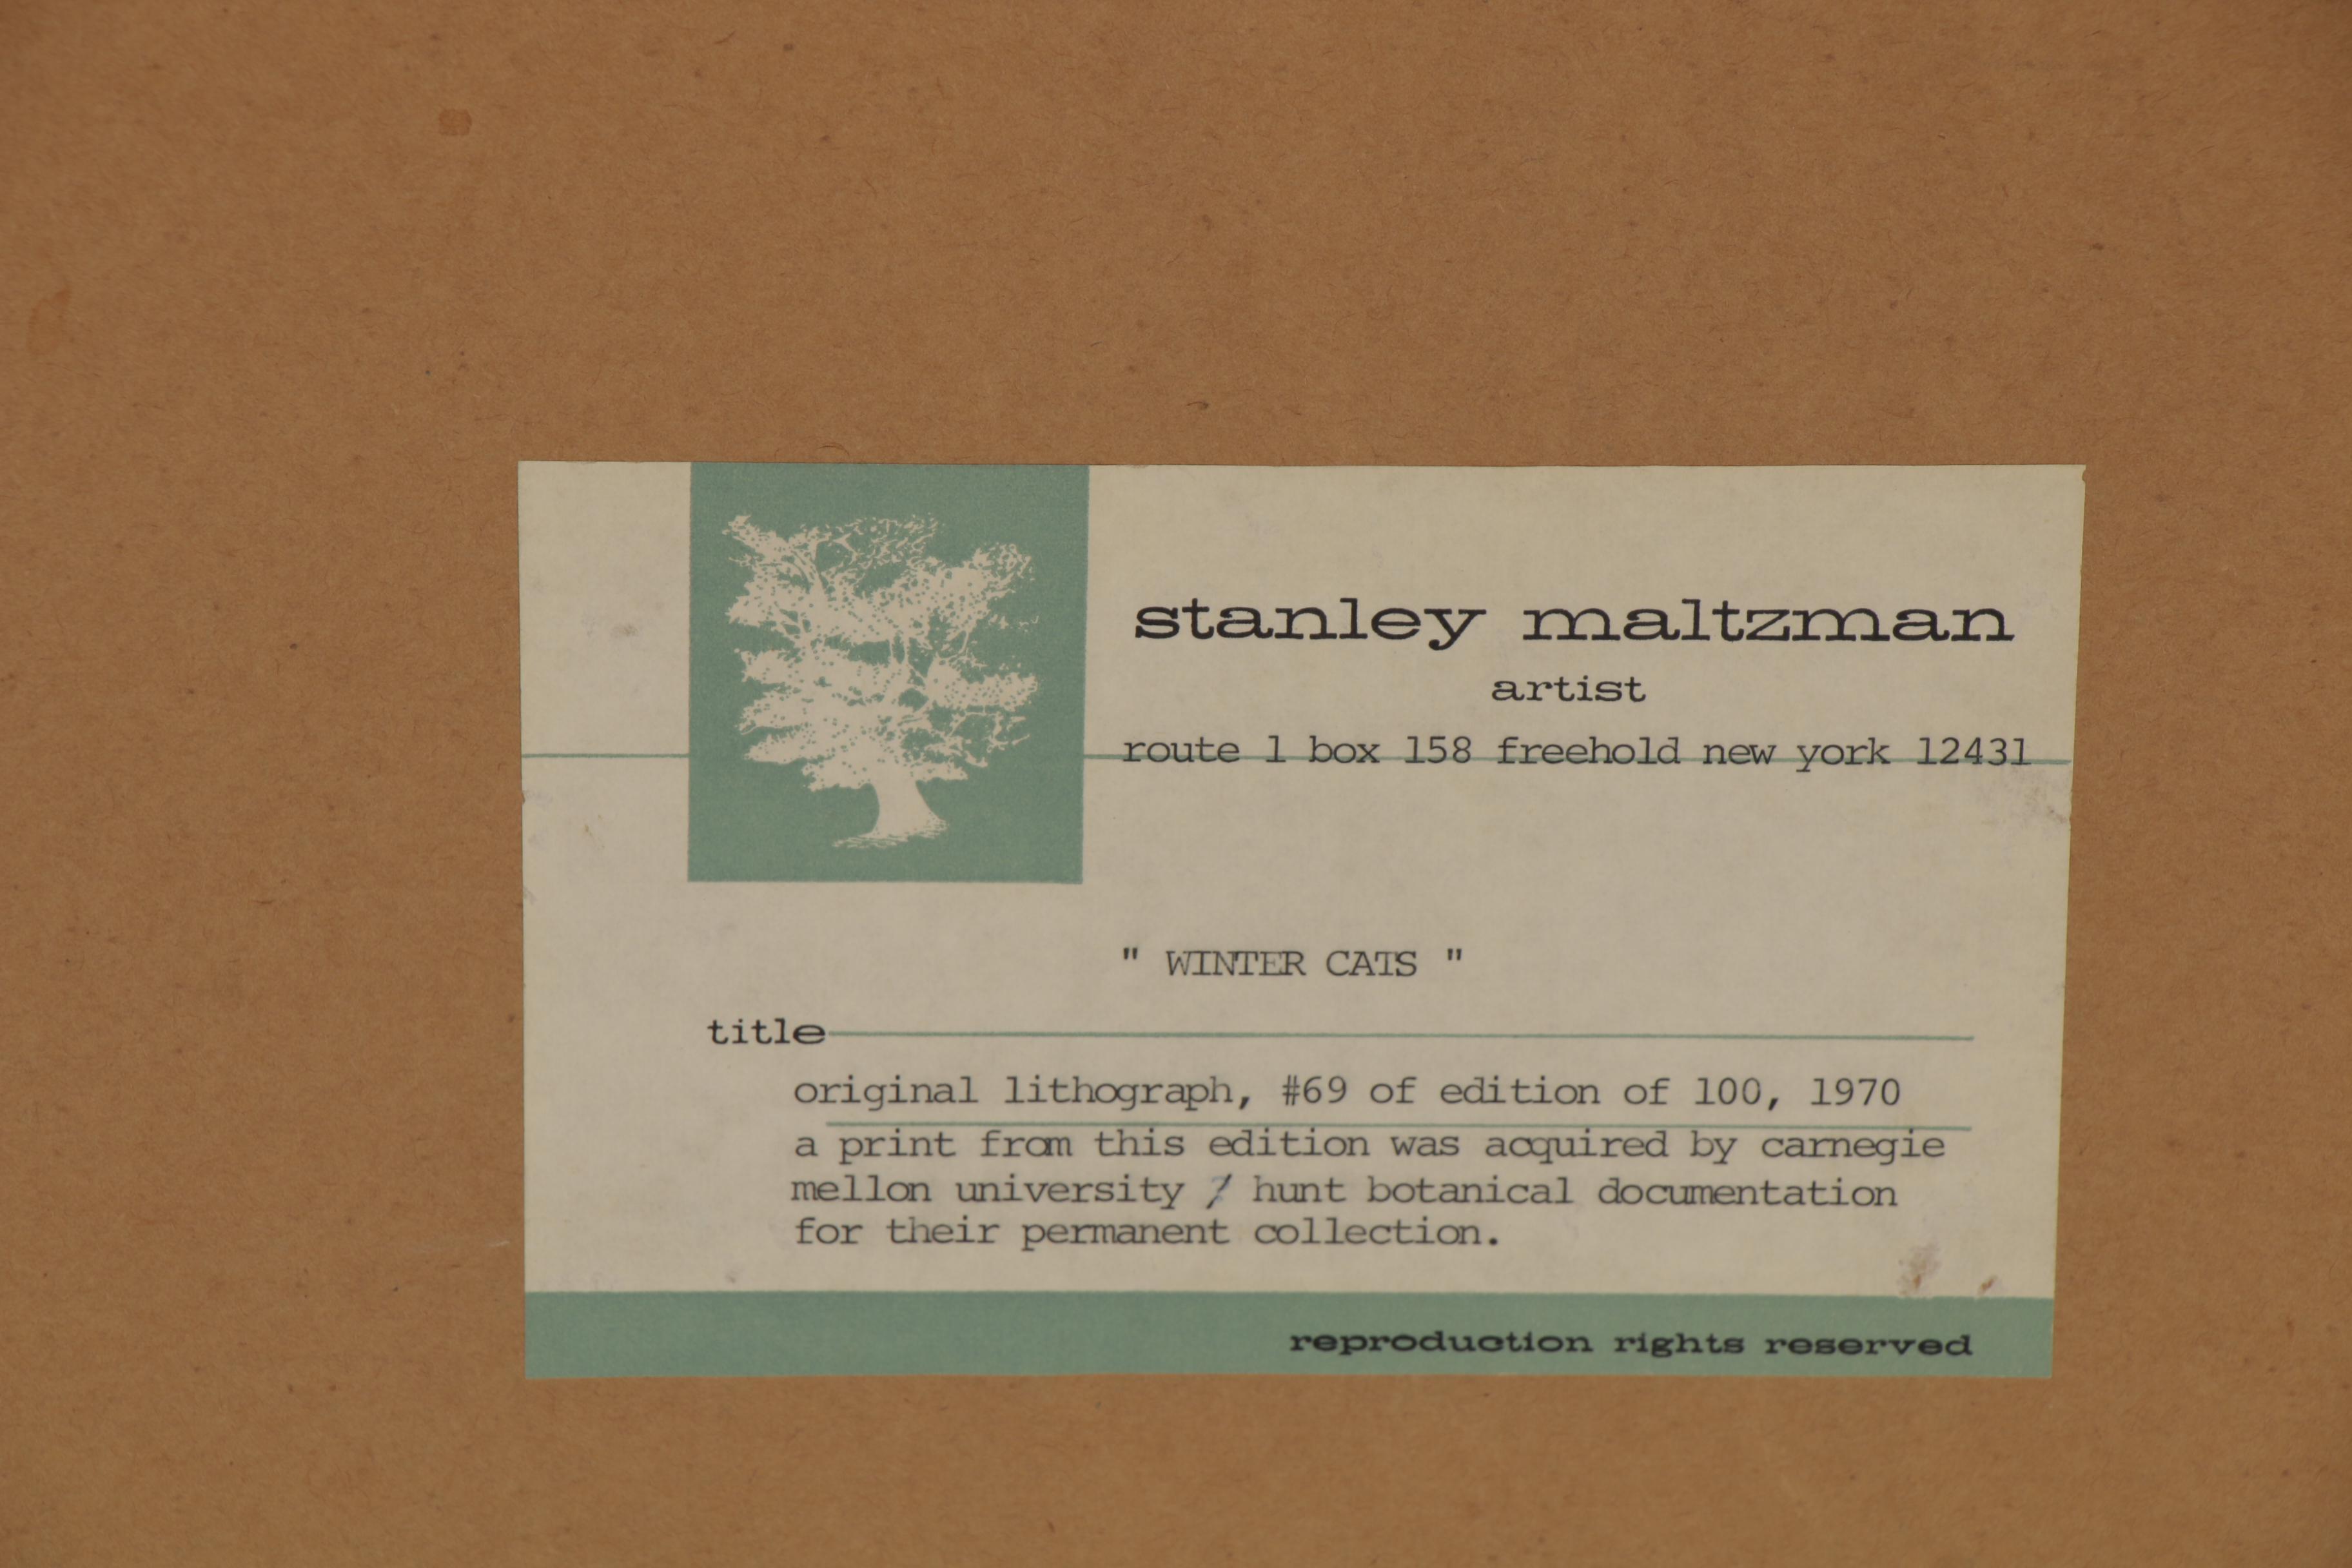 stanley maltzman
artist
route 1 box 158 freehold new york 12431
" WINTER CATS "
title
original lithograph, #69 of edition of 100, 1970
a print from this edition was acquired by carnegie
mellon university / hunt botanical documentation
for their permanent collection.
reproduction rights reserved